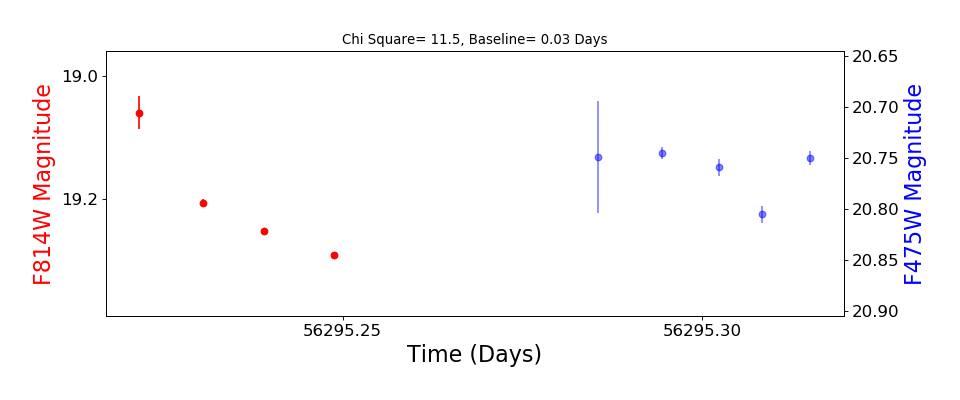 Chi Square= 11.5, Baseline= 0.03 Days
19.0
19.2
F814W Magnitude
20.65
20.70
20.75
20.80
20.85
20.90
F475W Magnitude
56295.25
56295.30
Time (Days)